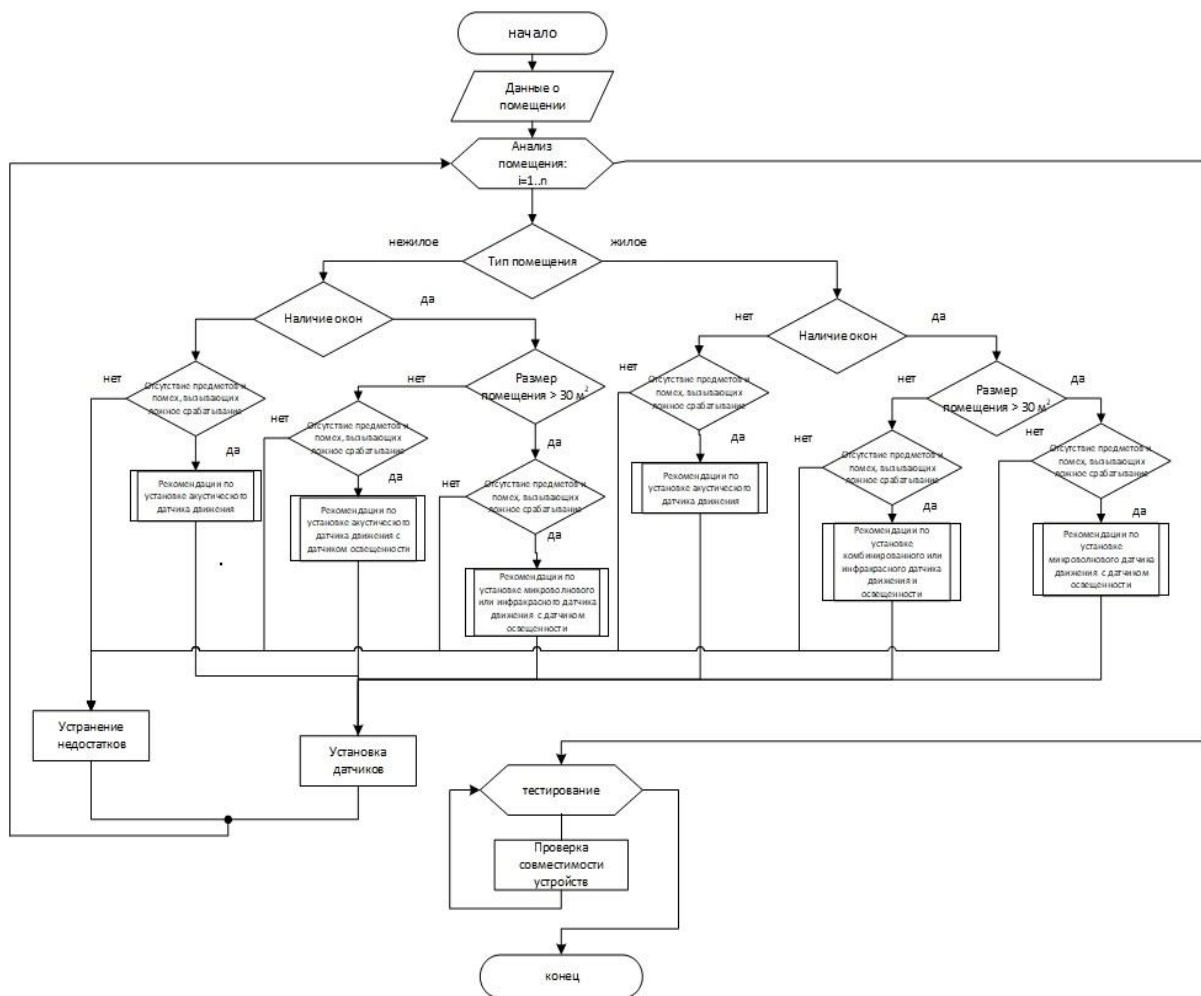 начало
Данные о
помещении
Анализ
помещения:
i=1..n
нежилое
жилое
Тип помещения
да
Наличие окон
нет
да
Наличие окон
нет
Отсутствие предметов и
помех, вызывающих
ложное срабатывание
нет
Размер
помещения > 30 м²
нет
Отсутствие предметов и
помех, вызывающих
ложное срабатывание
нет
Размер
помещения > 30 м²
да
нет
Отсутствие предметов и
помех, вызывающих
ложное срабатывание
да
да
да
нет
Отсутствие предметов и
помех, вызывающих
ложное срабатывание
нет
Отсутствие предметов и
помех, вызывающих
ложное срабатывание
Рекомендации по
установке акустического
датчика движения
да
нет
Отсутствие предметов и
помех, вызывающих
ложное срабатывание
Рекомендации по
установке акустического
датчика движения
да
да
Рекомендации по
установке акустического
датчика движения с
датчиком освещенности
да
Рекомендации по
установке
комбинированного или
инфракрасного датчика
движения и
освещенности
Рекомендации по
установке
микроволнового датчика
движения с датчиком
освещенности
Рекомендации по
установке микроволнового
или инфракрасного датчика
движения с датчиком
освещенности
Устранение
недостатков
Установка
датчиков
тестирование
Проверка
совместимости
устройств
конец